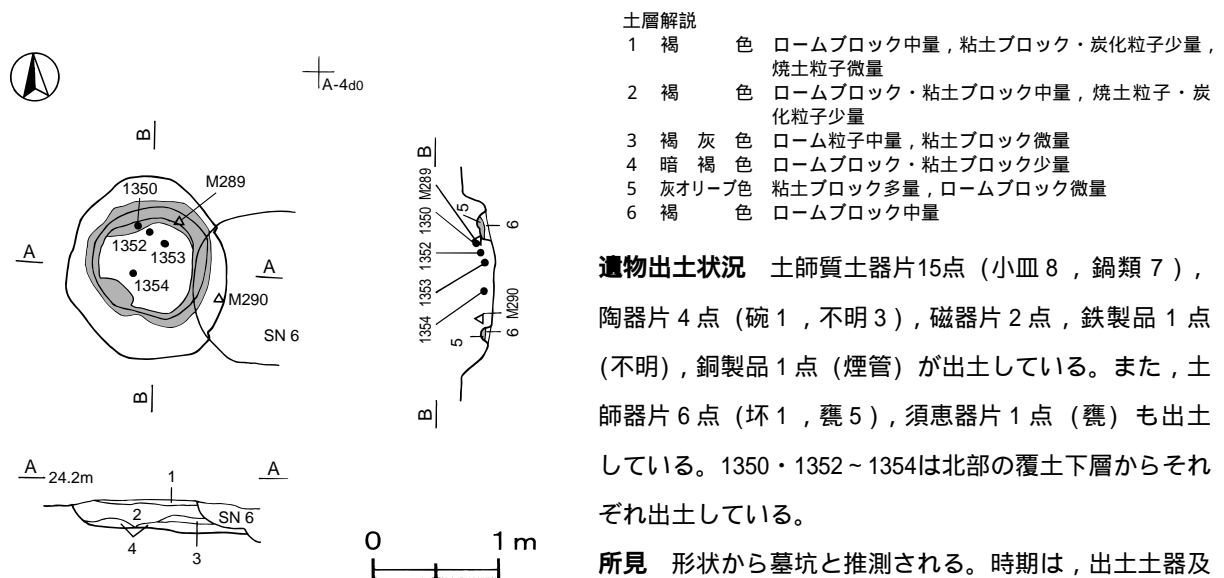 A-4d0
B
1350
M289
1352
1353
A
A
1354
M290
SN 6
B
B
M289
1350
1352
1353
1354
5
6
M290
5
6
B
A 24.2m
1
A
2
SN 6
4
3
0
1 m
土層解説
1 褐 色 ロームブロック中量,粘土ブロック・炭化粒子少量,
焼土粒子微量
2 褐 色 ロームブロック・粘土ブロック中量,焼土粒子・炭
化粒子少量
3 褐 灰 色 ローム粒子中量,粘土ブロック微量
4 暗 褐 色 ロームブロック・粘土ブロック少量
5 灰オリーブ色 粘土ブロック多量,ロームブロック微量
6 褐 色 ロームブロック中量
遺物出土状況 土師質土器片15点(小皿8,鍋類7),
陶器片4点(碗1,不明3),磁器片2点,鉄製品1点
(不明),銅製品1点(煙管)が出土している。また,土
師器片6点(坏1,甕5),須恵器片1点(甕)も出土
している。1350・1352~1354は北部の覆土下層からそれ
ぞれ出土している。
所見 形状から墓坑と推測される。時期は,出土土器及